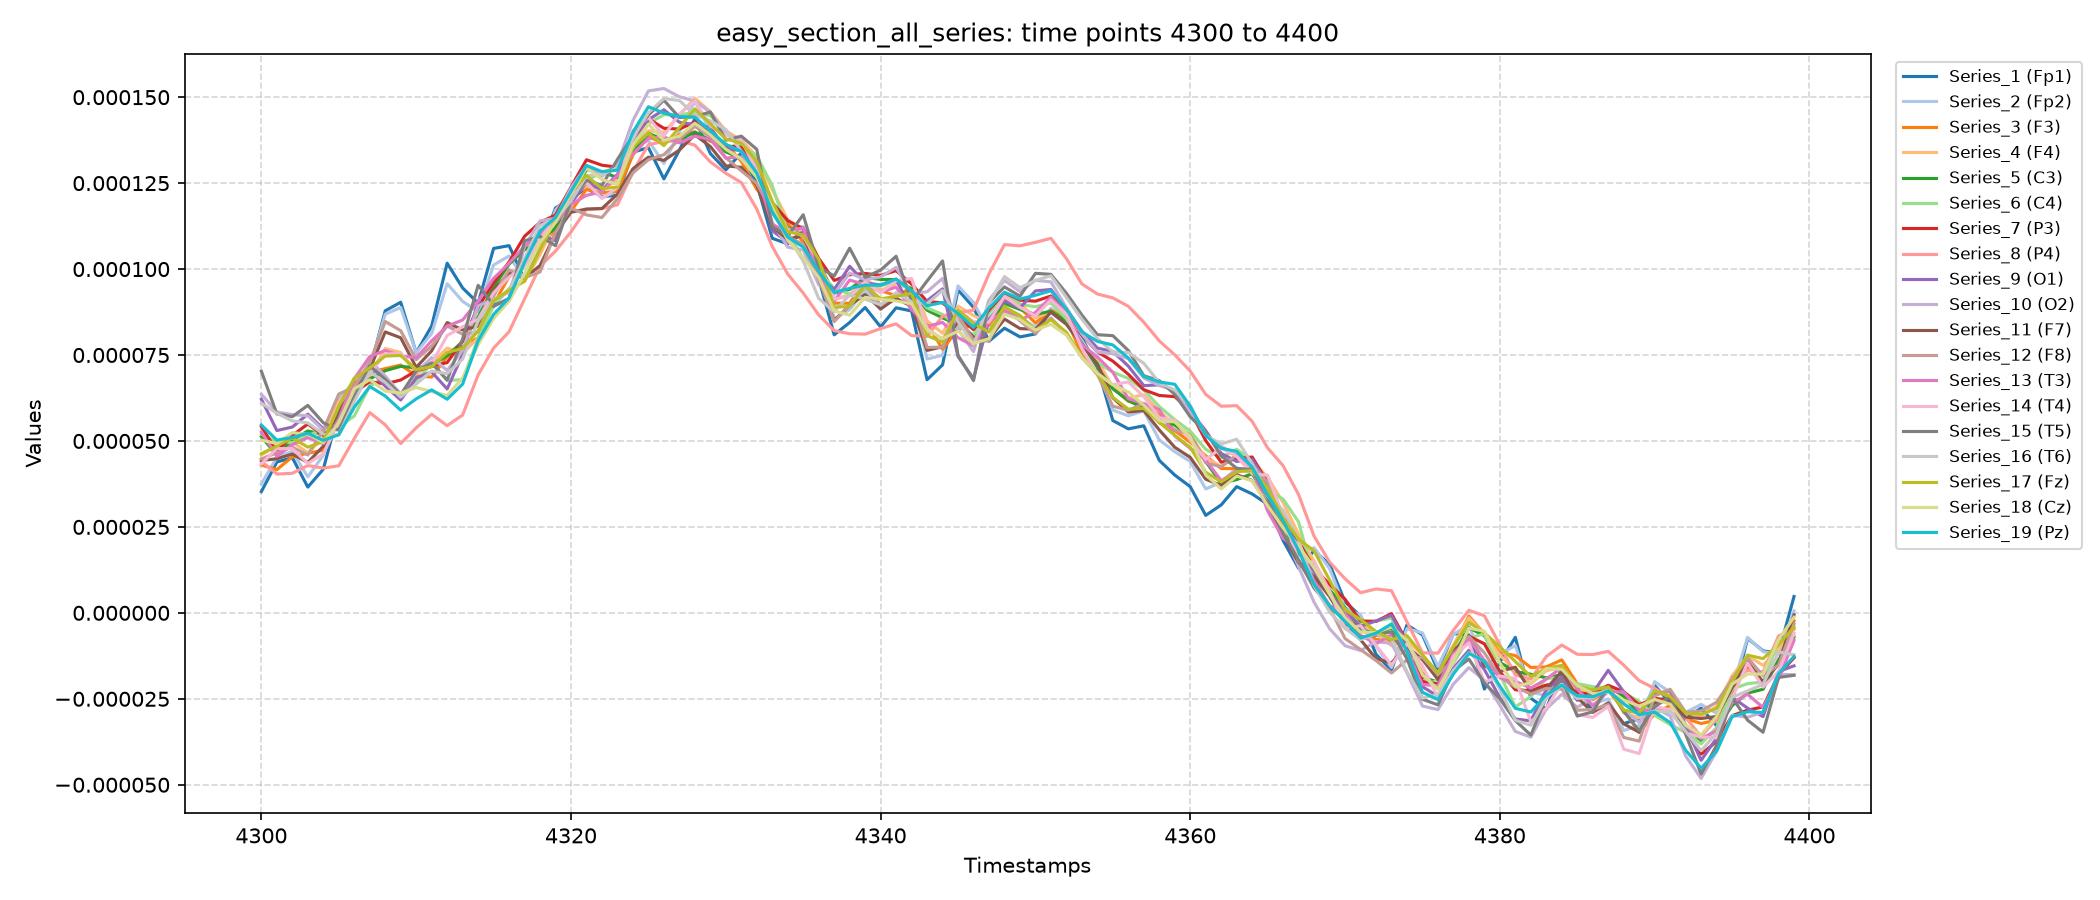 easy_section_all_series: time points 4300 to 4400
0.000150
0.000125
0.000100
0.000075
0.000050
0.000025
0.000000
−0.000025
−0.000050
Values
4300 4320 4340 4360 4380 4400
Timestamps
Series_1 (Fp1)
Series_2 (Fp2)
Series_3 (F3)
Series_4 (F4)
Series_5 (C3)
Series_6 (C4)
Series_7 (P3)
Series_8 (P4)
Series_9 (O1)
Series_10 (O2)
Series_11 (F7)
Series_12 (F8)
Series_13 (T3)
Series_14 (T4)
Series_15 (T5)
Series_16 (T6)
Series_17 (Fz)
Series_18 (Cz)
Series_19 (Pz)